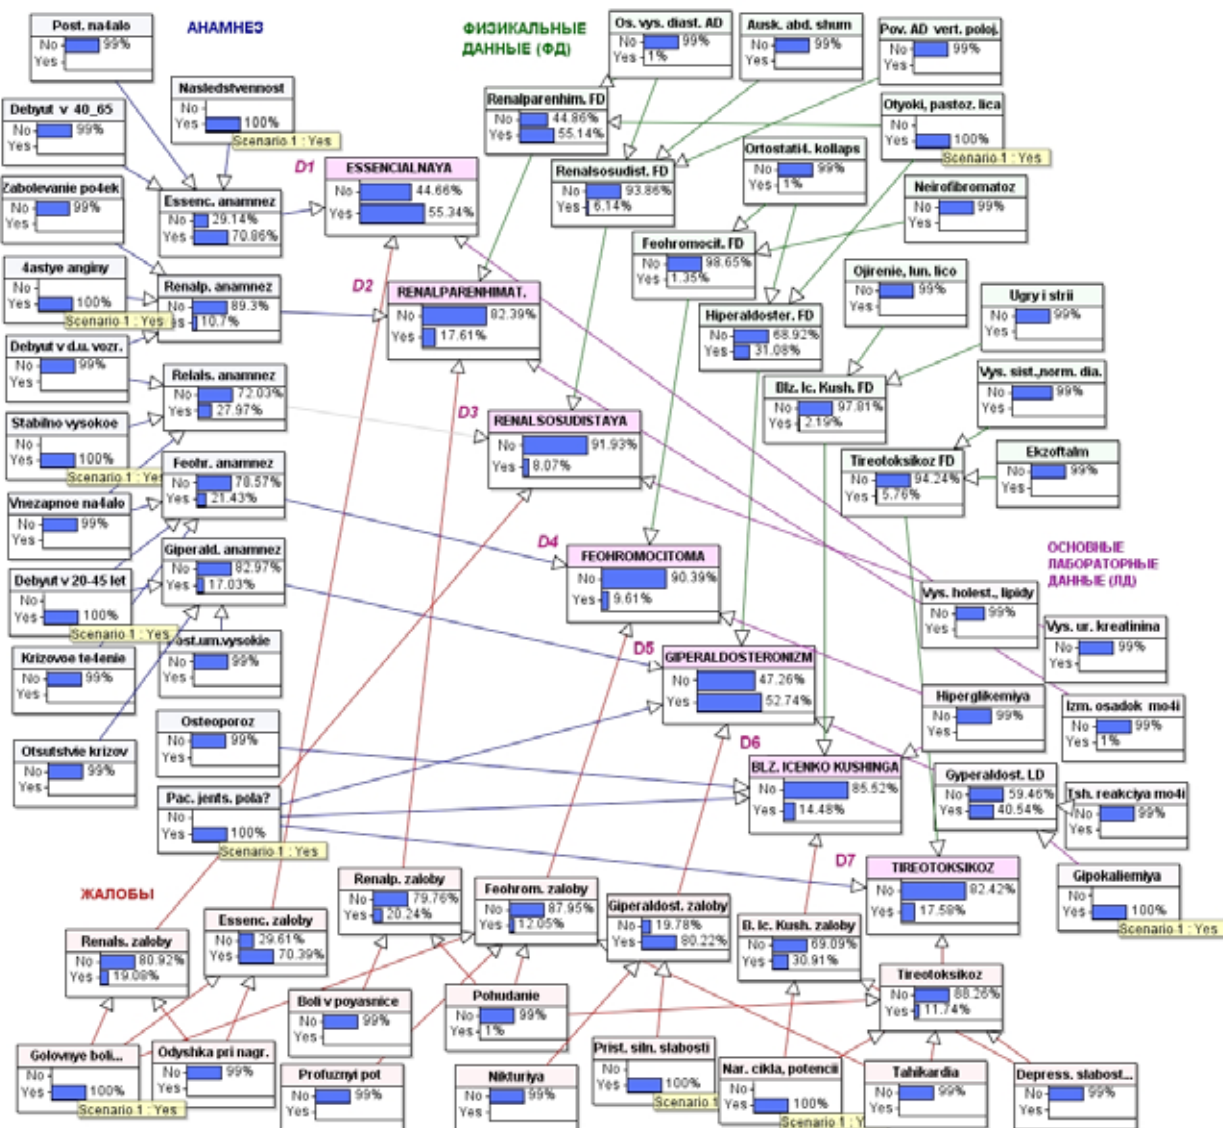 Post. na4alo
No 99%
Yes
АНАМНЕЗ
ФИЗИКАЛЬНЫЕ
ДАННЫЕ (ФД)
Os. vys. diast. AD
No 99%
Yes 1%
Ausk. abd. shum
No 99%
Yes
Pov. AD vert. poloj.
No 99%
Yes
Debyut v 40_65
No 99%
Yes
Nasledstvennost
No
Yes 100%
Scenario 1 : Yes
Renalparenhim. FD
No 44.86%
Yes 55.14%
Otyoki, pastoz. lica
No
Yes 100%
Scenario 1 : Yes
D1
ESSENCIALNAYA
No 44.66%
Yes 55.34%
Renalsosudist. FD
No 93.86%
Yes 6.14%
Ortostati4. kollaps
No 99%
Yes 1%
Neirofibromatoz
No 99%
Yes
Zabolevanie po4ek
No 99%
Yes
Essenc. anamnez
No 29.14%
Yes 70.86%
Feohromocit. FD
No 98.65%
Yes 1.35%
4astye anginy
No
Yes 100%
Scenario 1 : Yes
Renalp. anamnez
No 89.3%
es 10.7%
D2
RENALPARENHIMAT.
No 82.39%
Yes 17.61%
Hiperaldoster. FD
No 68.92%
Yes 31.08%
Ojirenie, lun. lico
No 99%
Yes
Ugry i strii
No 99%
Yes
Debyut v d.u. vozr.
No 99%
Yes
Relals. anamnez
No 72.03%
Yes 27.97%
Blz. Ic. Kush. FD
No 97.81%
Yes 2.19%
Vys. sist.,norm. dia.
No 99%
Yes
Stabilno vysokoe
No
Yes 100%
Scenario 1 : Yes
D3
RENALSOSUDISTAYA
No 91.93%
Yes 8.07%
Tireotoksikoz FD
No 94.24%
Yes 5.76%
Ekzoftalm
No 99%
Yes
Feohr. anamnez
No 78.57%
Yes 21.43%
Vnezapnoe na4alo
No 99%
Yes
D4
FEOHROMOCITOMA
No 90.39%
Yes 9.61%
ОСНОВНЫЕ
ЛАБОРАТОРНЫЕ
ДАННЫЕ (ЛД)
Giperald. anamnez
No 82.97%
Yes 17.03%
Debyut v 20-45 let
No
Yes 100%
Scenario 1 : Yes
Vys. holest., lipidy
No 99%
Yes
Vys. ur. kreatinina
No 99%
Yes
ost.um.vysokie
No 99%
Yes
Krizovoe te4enie
No 99%
Yes
D5
GIPERALDOSTERONIZM
No 47.26%
Yes 52.74%
Hiperglikemiya
No 99%
Yes
Izm. osadok mo4i
No 99%
Yes 1%
Osteoporoz
No 99%
Yes
Otsutstvie krizov
No 99%
Yes
D6
BLZ. ICENKO KUSHINGA
No 85.52%
Yes 14.48%
Gyperaldost. LD
No 59.46%
Yes 40.54%
sh. reakciya mo4i
No 99%
Yes
Pac. jents. pola?
No
Yes 100%
Scenario 1 : Yes
D7
TIREOTOKSIKOZ
No 82.42%
Yes 17.58%
Gipokaliemiya
No
Yes 100%
Scenario 1 : Yes
ЖАЛОБЫ
Renalp. zaloby
No 79.76%
Yes 20.24%
Feohrom. zaloby
No 87.95%
Yes 12.05%
Giperaldost. zaloby
No 19.78%
Yes 80.22%
Essenc. zaloby
No 29.61%
Yes 70.39%
B. Ic. Kush. zaloby
No 69.09%
Yes 30.91%
Renals. zaloby
No 80.92%
Yes 19.08%
Tireotoksikoz
No 88.26%
Yes 11.74%
Boli v poyasnice
No 99%
Yes
Pohudanie
No 99%
Yes 1%
Golovnye boli...
No
Yes 100%
Scenario 1 : Yes
Odyshka pri nagr.
No 99%
Yes
Profuznyi pot
No 99%
Yes
Nikturiya
No 99%
Yes
Prist. siln. slabosti
No
Yes 100%
Scenario 1
Nar. cikla, potencii
No
Yes 100%
Scenario 1 : Y
Tahikardia
No 99%
Yes
Depress. slabost...
No 99%
Yes